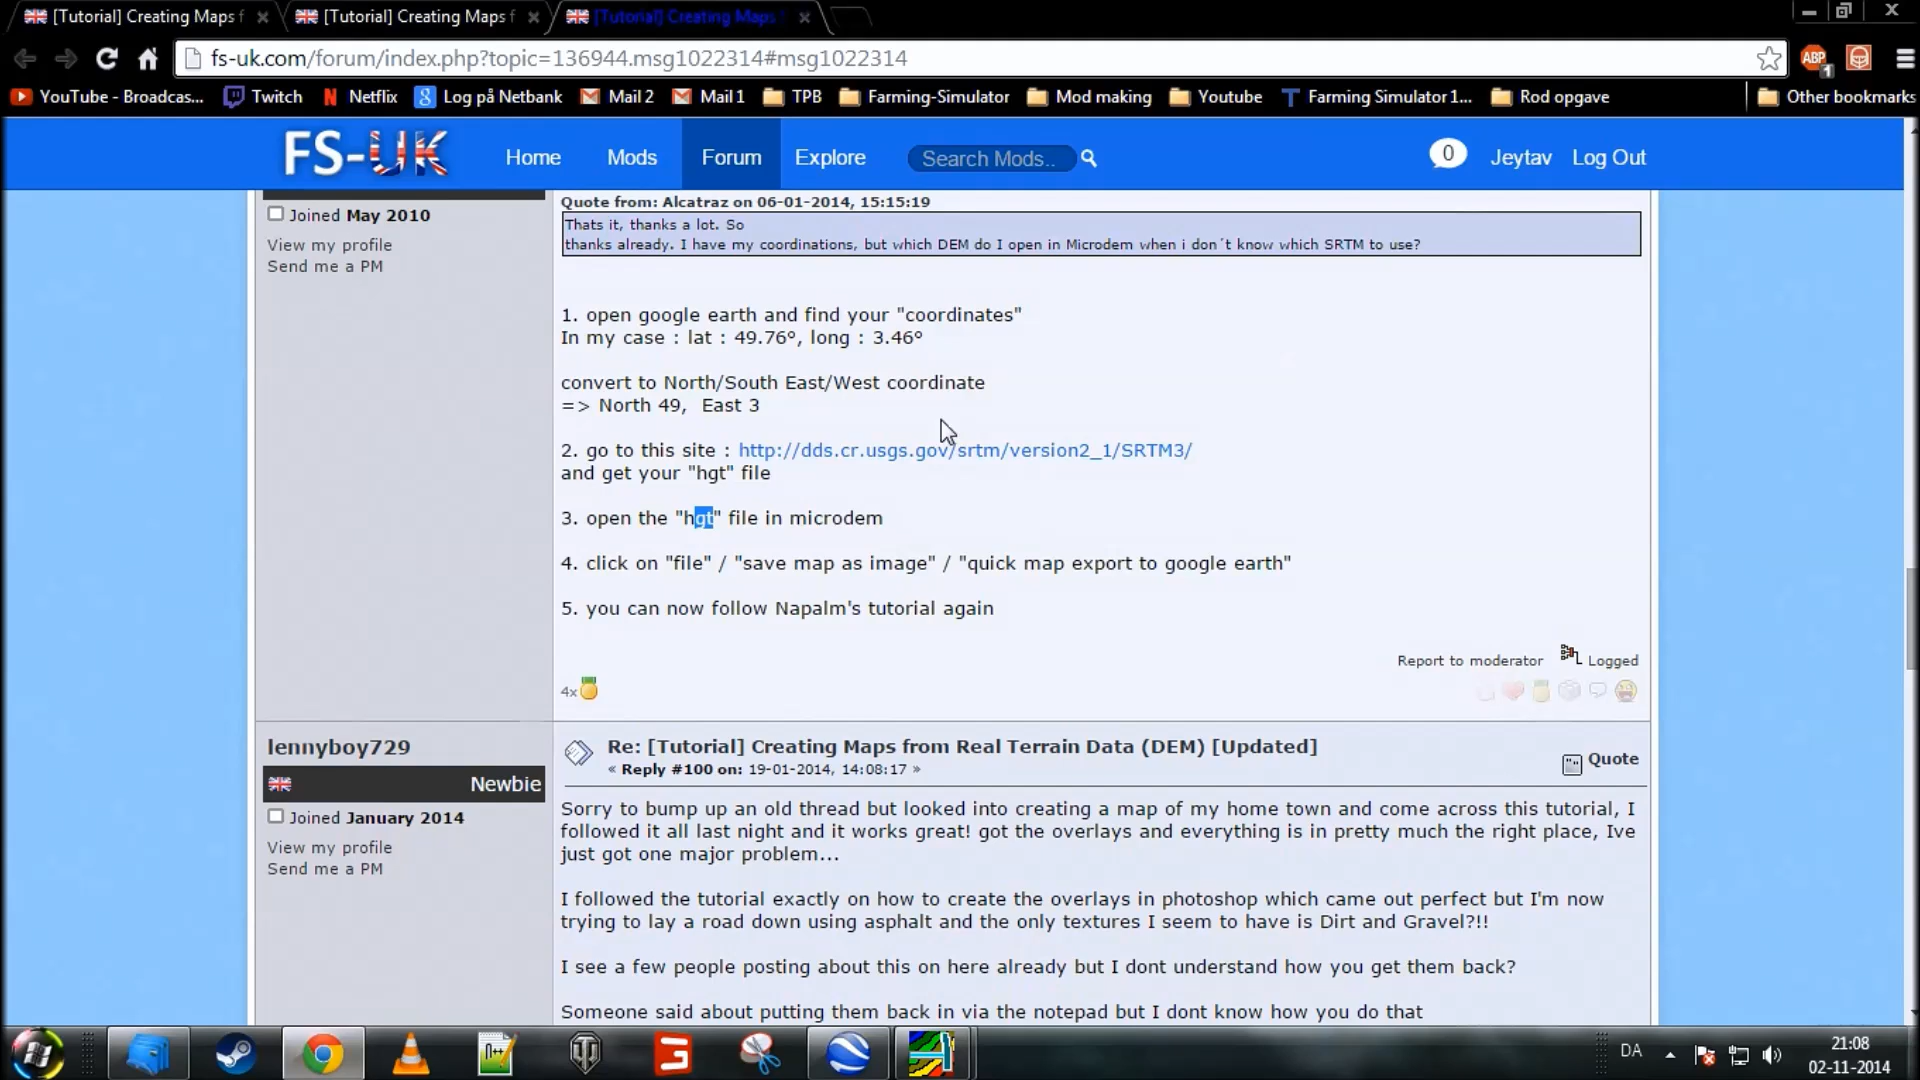 [Tutorial] Creating Maps f
[Tutorial] Creating Maps f
[Tutorial] Creating Maps
fs-uk.com/forum/index.php?topic=136944.msg1022314#msg1022314
ABP
1
YouTube - Broadcas...
Twitch
Netflix
Log på Netbank
Mail 2
Mail 1
TPB
Farming-Simulator
Mod making
Youtube
Farming Simulator 1...
Rod opgave
Other bookmarks
FS-UK
Home
Mods
Forum
Explore
Search Mods..
0
Jeytav
Log Out
Joined May 2010
View my profile
Send me a PM
Quote from: Alcatraz on 06-01-2014, 15:15:19
Thats it, thanks a lot. So
thanks already. I have my coordinations, but which DEM do I open in Microdem when i don´t know which SRTM to use?
1. open google earth and find your "coordinates"
In my case : lat : 49.76°, long : 3.46°
convert to North/South East/West coordinate
=> North 49, East 3
2. go to this site : http://dds.cr.usgs.gov/srtm/version2_1/SRTM3/
and get your "hgt" file
3. open the "hgt" file in microdem
4. click on "file" / "save map as image" / "quick map export to google earth"
5. you can now follow Napalm's tutorial again
Report to moderator
Logged
4x
lennyboy729
Newbie
Joined January 2014
View my profile
Send me a PM
Re: [Tutorial] Creating Maps from Real Terrain Data (DEM) [Updated]
« Reply #100 on: 19-01-2014, 14:08:17 »
Quote
Sorry to bump up an old thread but looked into creating a map of my home town and come across this tutorial, I
followed it all last night and it works great! got the overlays and everything is in pretty much the right place, Ive
just got one major problem...
I followed the tutorial exactly on how to create the overlays in photoshop which came out perfect but I'm now
trying to lay a road down using asphalt and the only textures I seem to have is Dirt and Gravel?!!
I see a few people posting about this on here already but I dont understand how you get them back?
Someone said about putting them back in via the notepad but I dont know how you do that
DA
21:08
02-11-2014